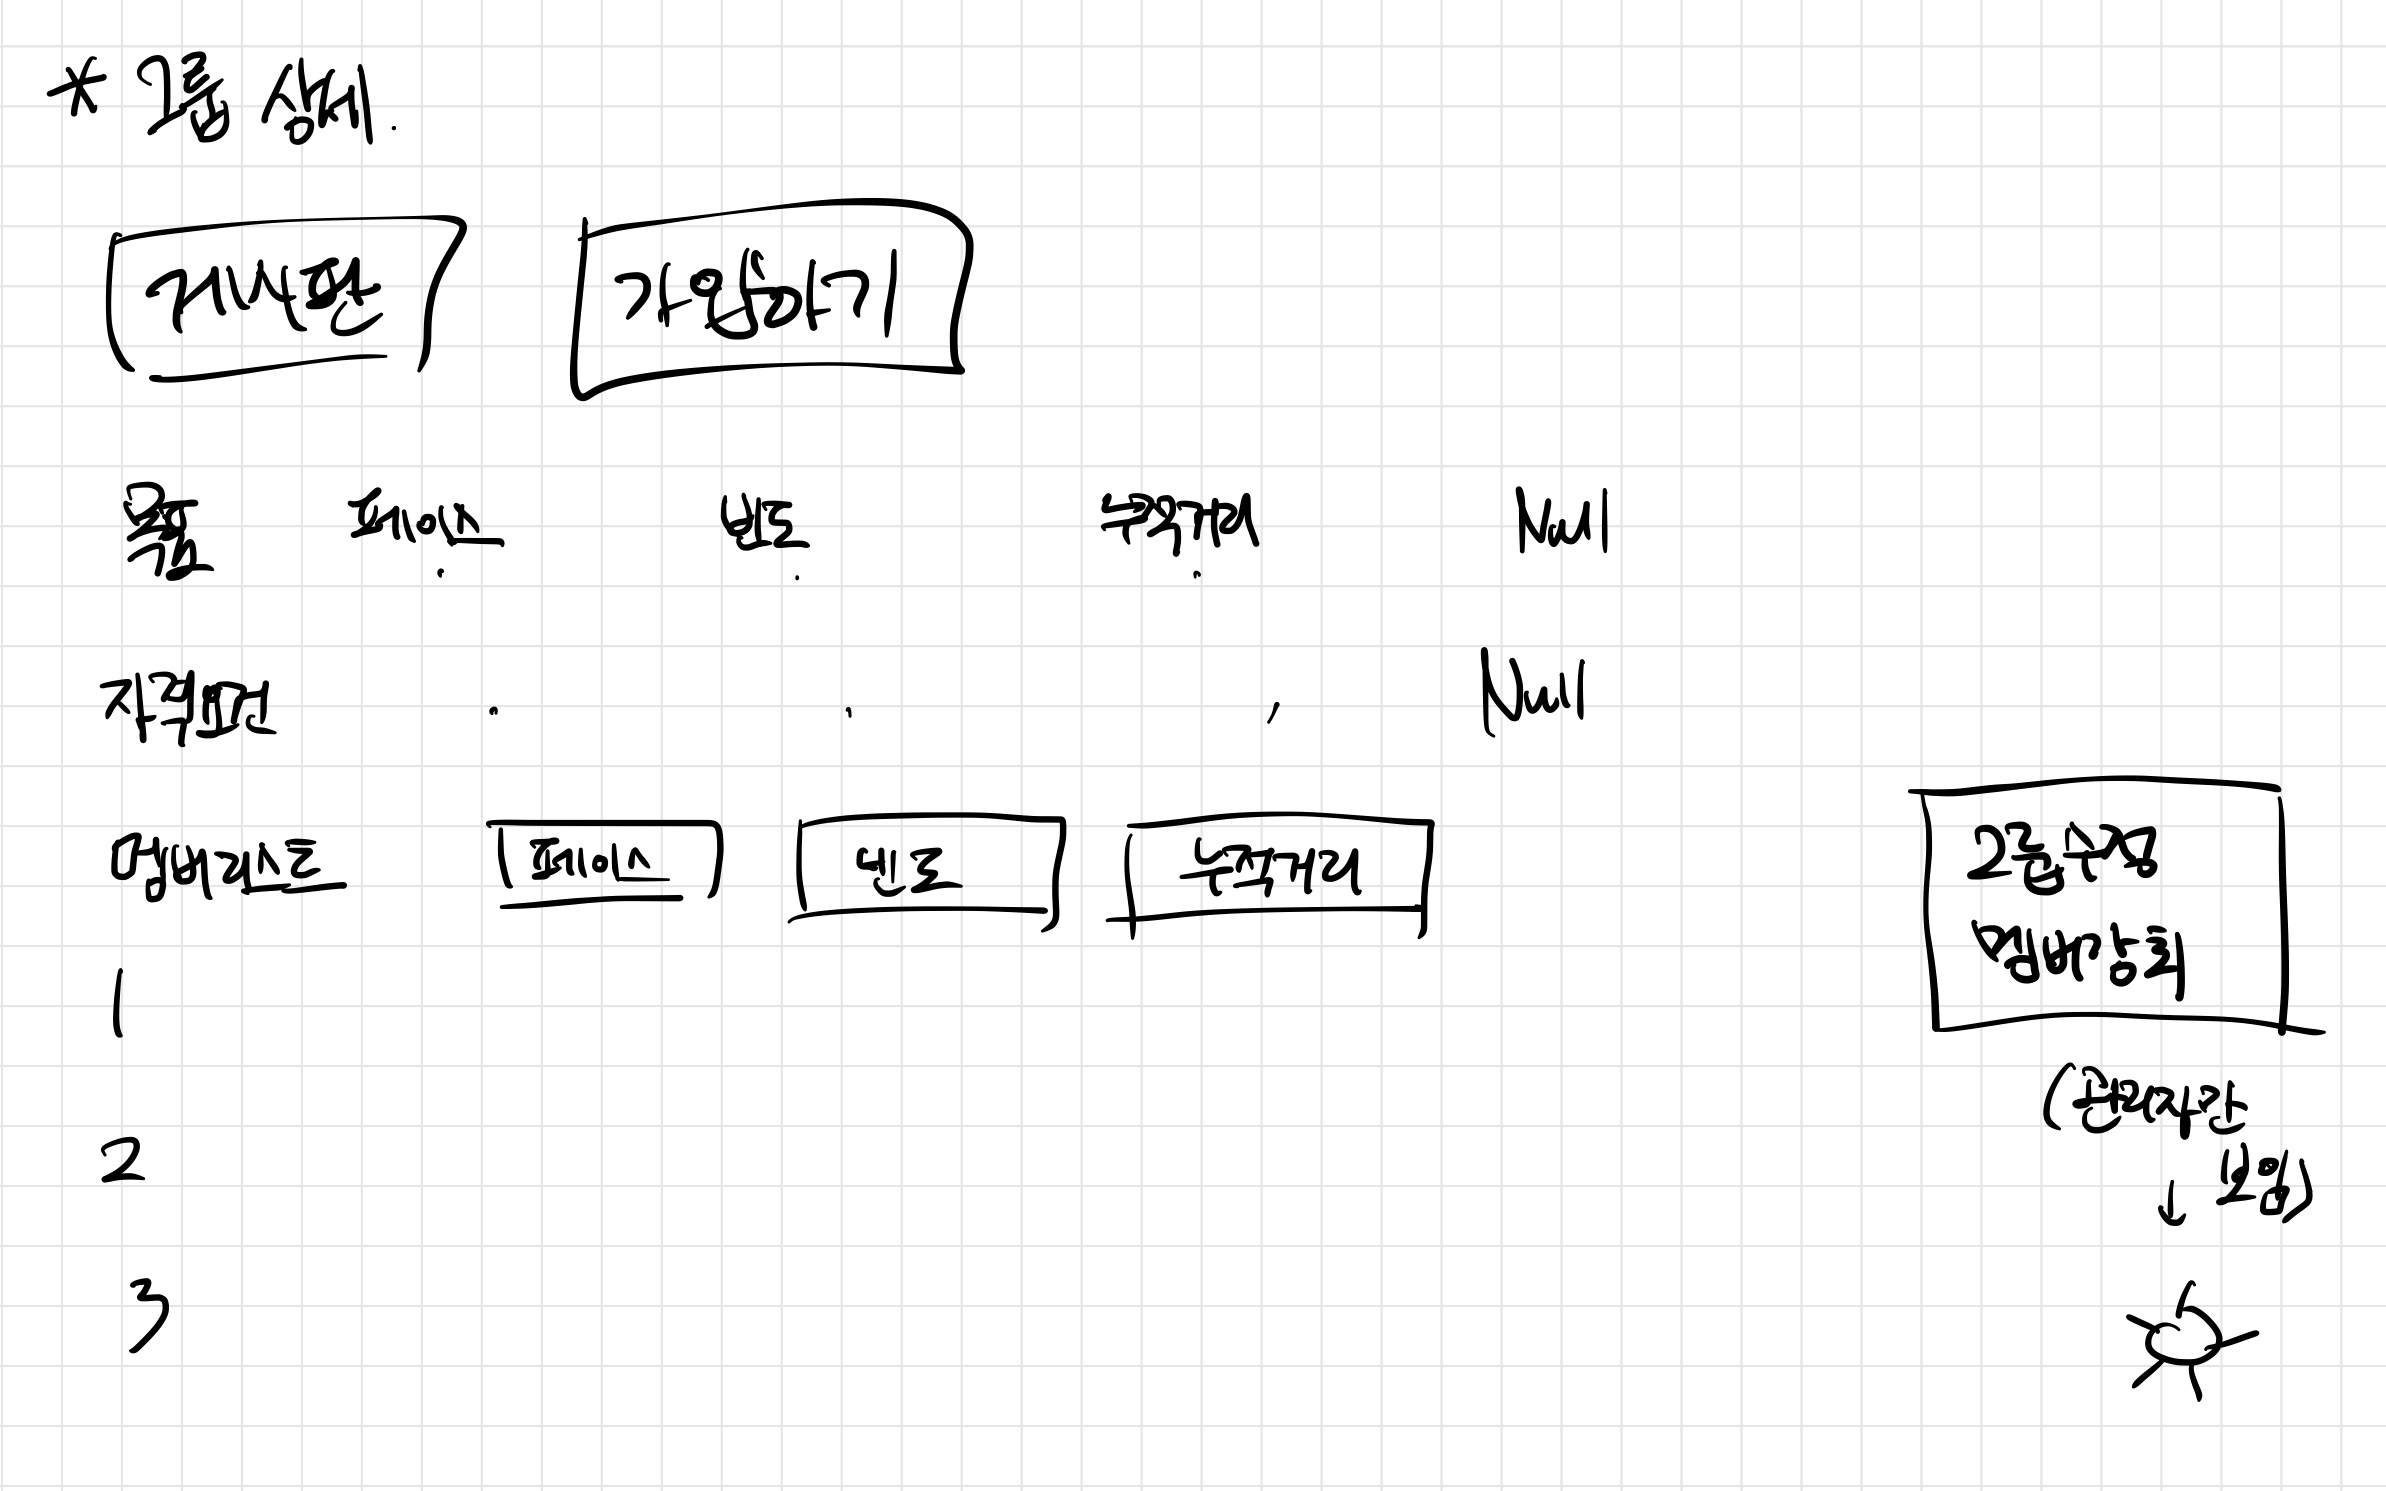 * 그룹 상세.
게시판 가입하기
목표 페이스 빈도 누적거리 Null
자격요건 Null
멤버리스트 페이스 빈도 누적거리
1
2
3
그룹수정
멤버강퇴
(관리자만
보임)